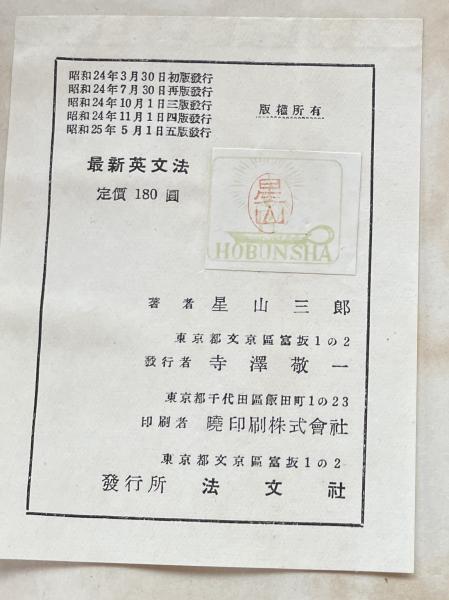 昭和24年3月30日初版發行
昭和24年7月30日再版發行
昭和24年10月1日三版發行
昭和24年11月1日四版發行
昭和25年5月1日五版發行
版權所有
最新英文法
定價 180 圓
星山
HOBUNSHA
著者 星山三郎
東京都文京區富坂1の2
發行者 寺澤敬一
東京都千代田區飯田町1の23
印刷者 曉印刷株式會社
東京都文京區富坂1の2
發行所 法文社